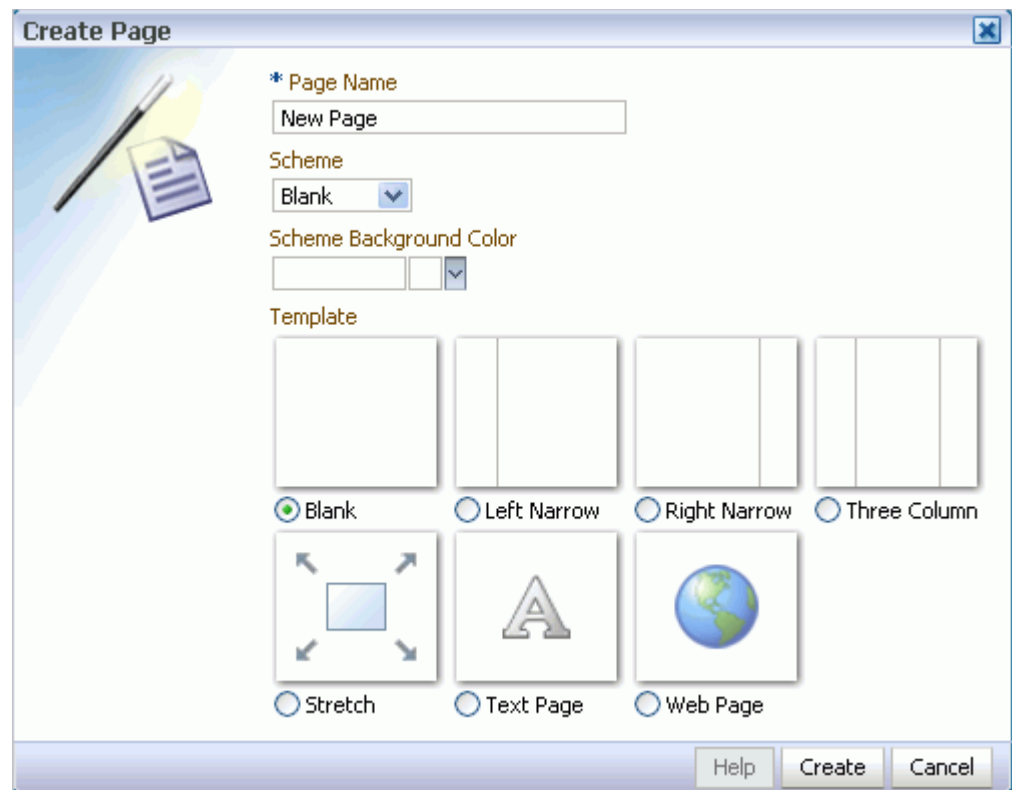 Create Page
* Page Name
New Page
Scheme
Blank
Scheme Background Color
Template
Blank Left Narrow Right Narrow Three Column
A
Stretch Text Page Web Page
Help Create Cancel